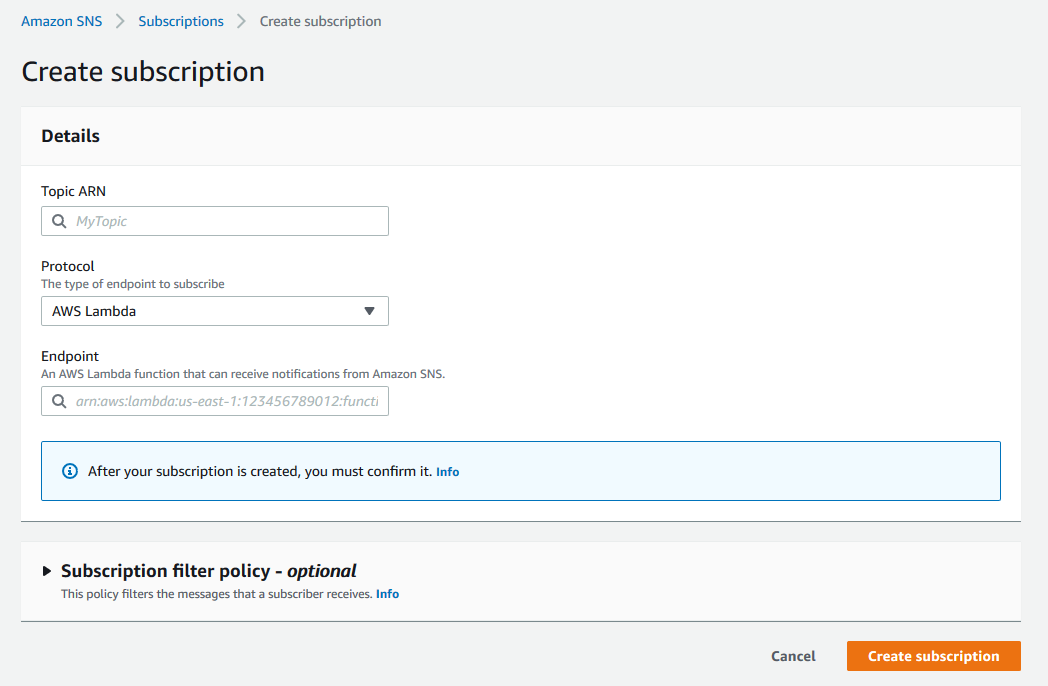 Amazon SNS > Subscriptions > Create subscription
Create subscription
Details
Topic ARN
MyTopic
Protocol
The type of endpoint to subscribe
AWS Lambda
Endpoint
An AWS Lambda function that can receive notifications from Amazon SNS.
arn:aws:lambda:us-east-1:123456789012:functi
After your subscription is created, you must confirm it. Info
Subscription filter policy - optional
This policy filters the messages that a subscriber receives. Info
Cancel Create subscription